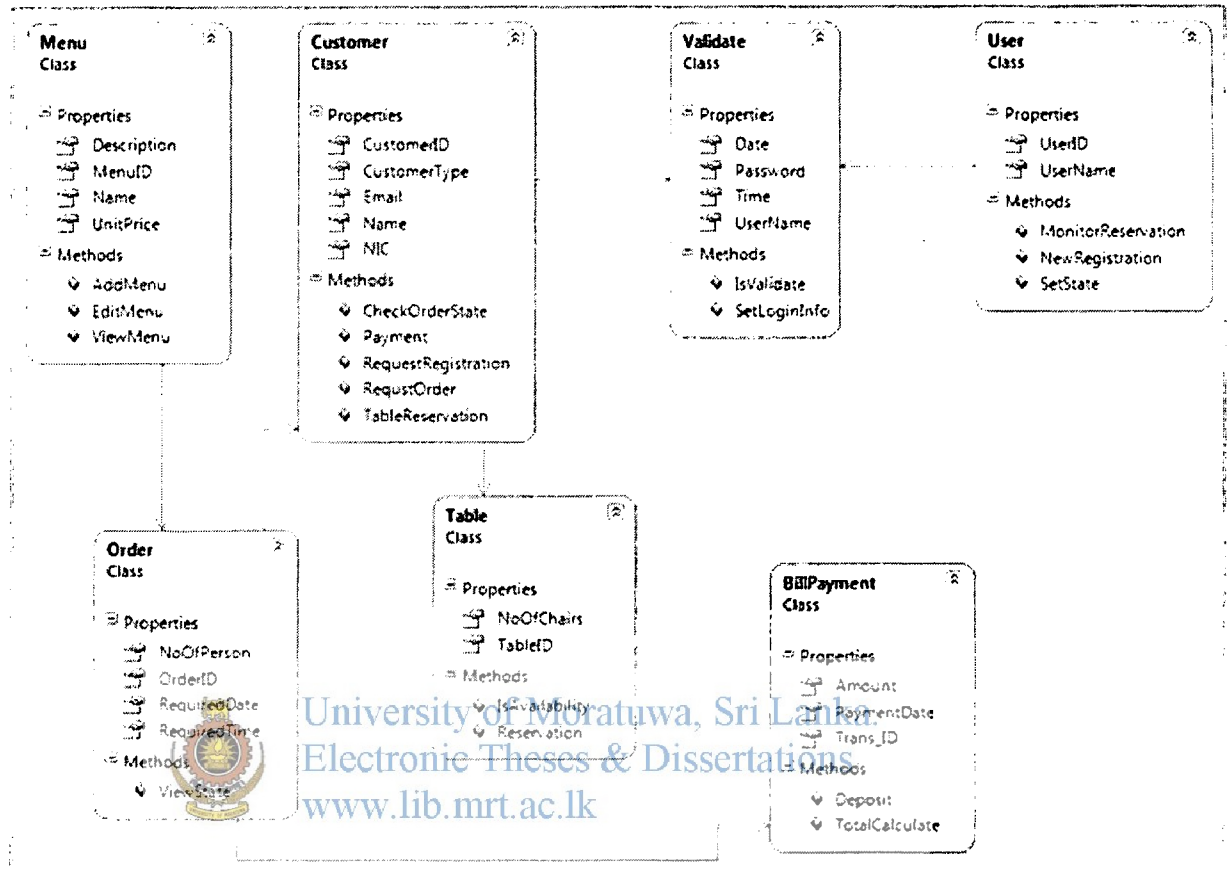 Menu
Class
Properties
Description
MenuID
Name
UnitPrice
Methods
AddMenu
EditMenu
ViewMenu
Customer
Class
Properties
CustomerID
CustomerType
Email
Name
NIC
Methods
CheckOrderState
Payment
RequestRegistration
RequstOrder
TableReservation
Validate
Class
Properties
Date
Password
Time
UserName
Methods
IsValidate
SetLoginInfo
User
Class
Properties
UserID
UserName
Methods
MonitorReservation
NewRegistration
SetState
Order
Class
Properties
NoOfPerson
OrderID
RequiredDate
RequiredTime
Methods
ViewState
Table
Class
Properties
NoOfChairs
TableID
Methods
IsAvailability
Reservation
BillPayment
Class
Properties
Amount
PaymentDate
Trans_ID
Methods
Deposit
TotalCalculate
University of Moratuwa, Sri Lanka.
Electronic Theses & Dissertations
www.lib.mrt.ac.lk